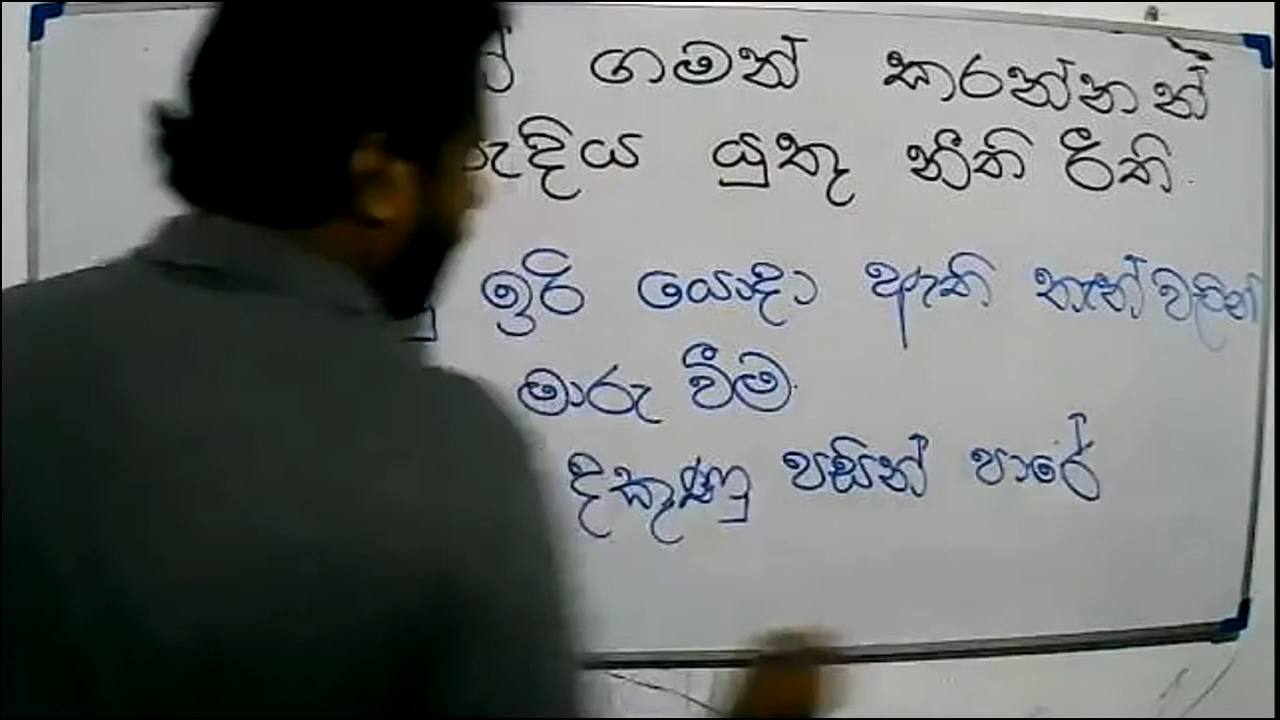 ගමන් කරන්නන්
යුතු නීති රීති.
ඉරි යොදා ඇති තැන් වලින්
මාරු වීම.
දකුණු පසින් පාරේ